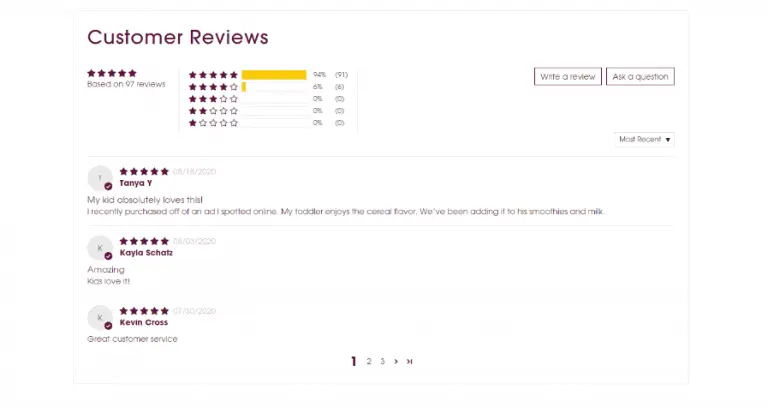 Customer Reviews
Based on 97 reviews
94% (91)
6% (6)
0% (0)
0% (0)
0% (0)
Write a review
Ask a question
Most Recent
T
08/18/2020
Tanya Y
My kid absolutely loves this!
I recently purchased off of an ad I spotted online. My toddler enjoys the cereal flavor. We've been adding it to his smoothies and milk.
K
08/03/2020
Kayla Schatz
Amazing
Kids love it!
K
07/30/2020
Kevin Cross
Great customer service
1 2 3